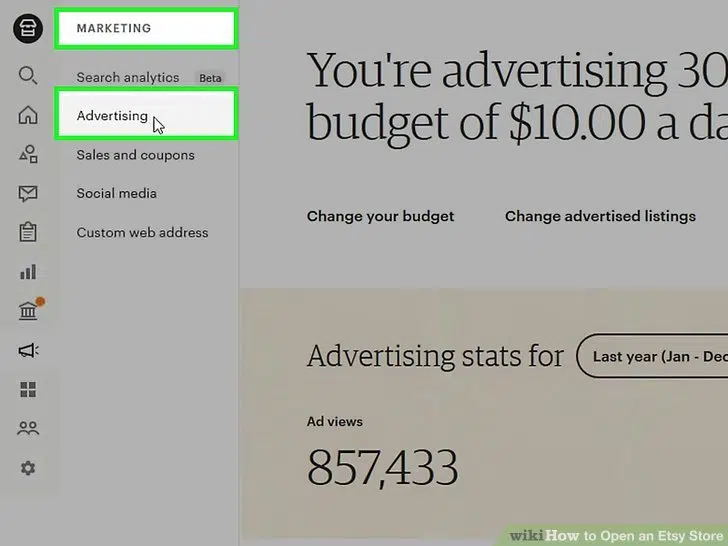 MARKETING
Search analytics Beta
Advertising
Sales and coupons
Social media
Custom web address
You're advertising 30
budget of $10.00 a da
Change your budget Change advertised listings
Advertising stats for Last year (Jan - Dec
Ad views
857,433
wikiHow to Open an Etsy Store